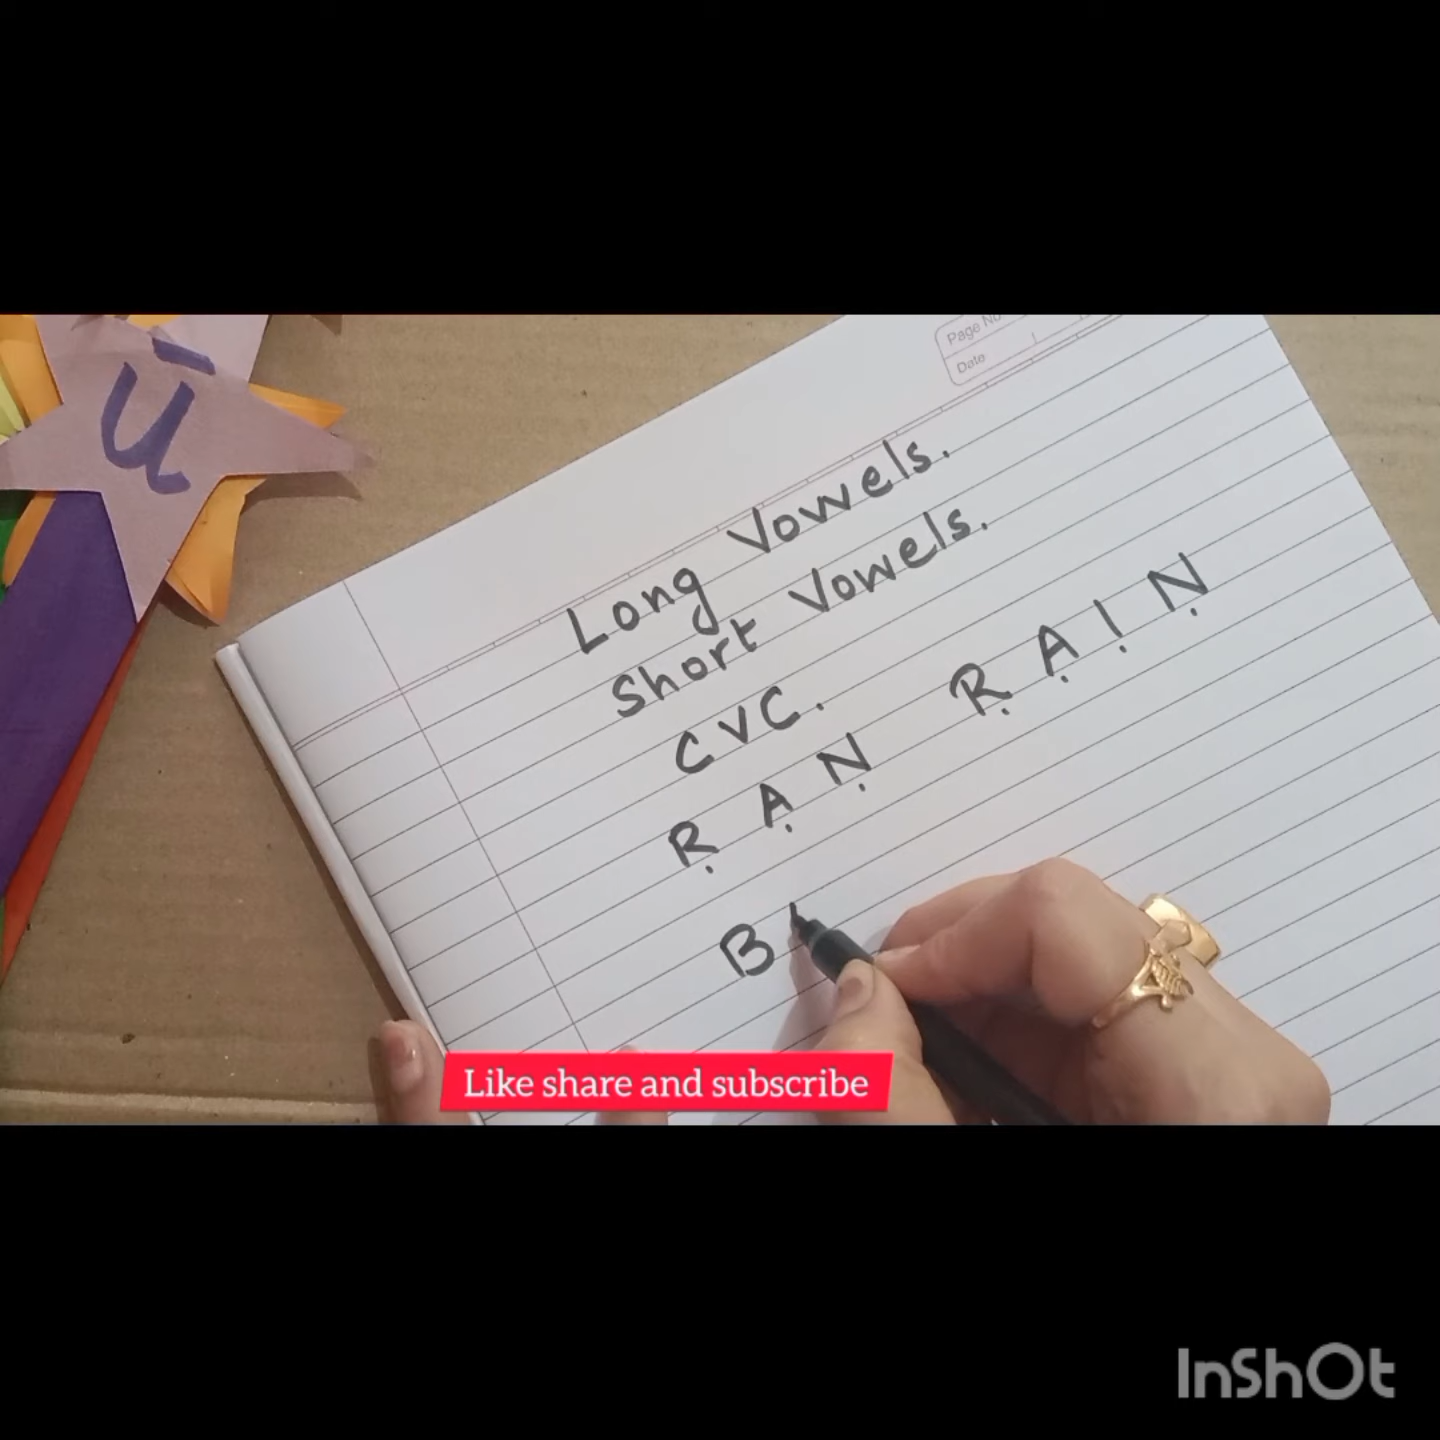 Ū
Page No
Date
Long Vowels.
Short Vowels.
CVC.
RAN RAIN
B
Like share and subscribe
InShOt